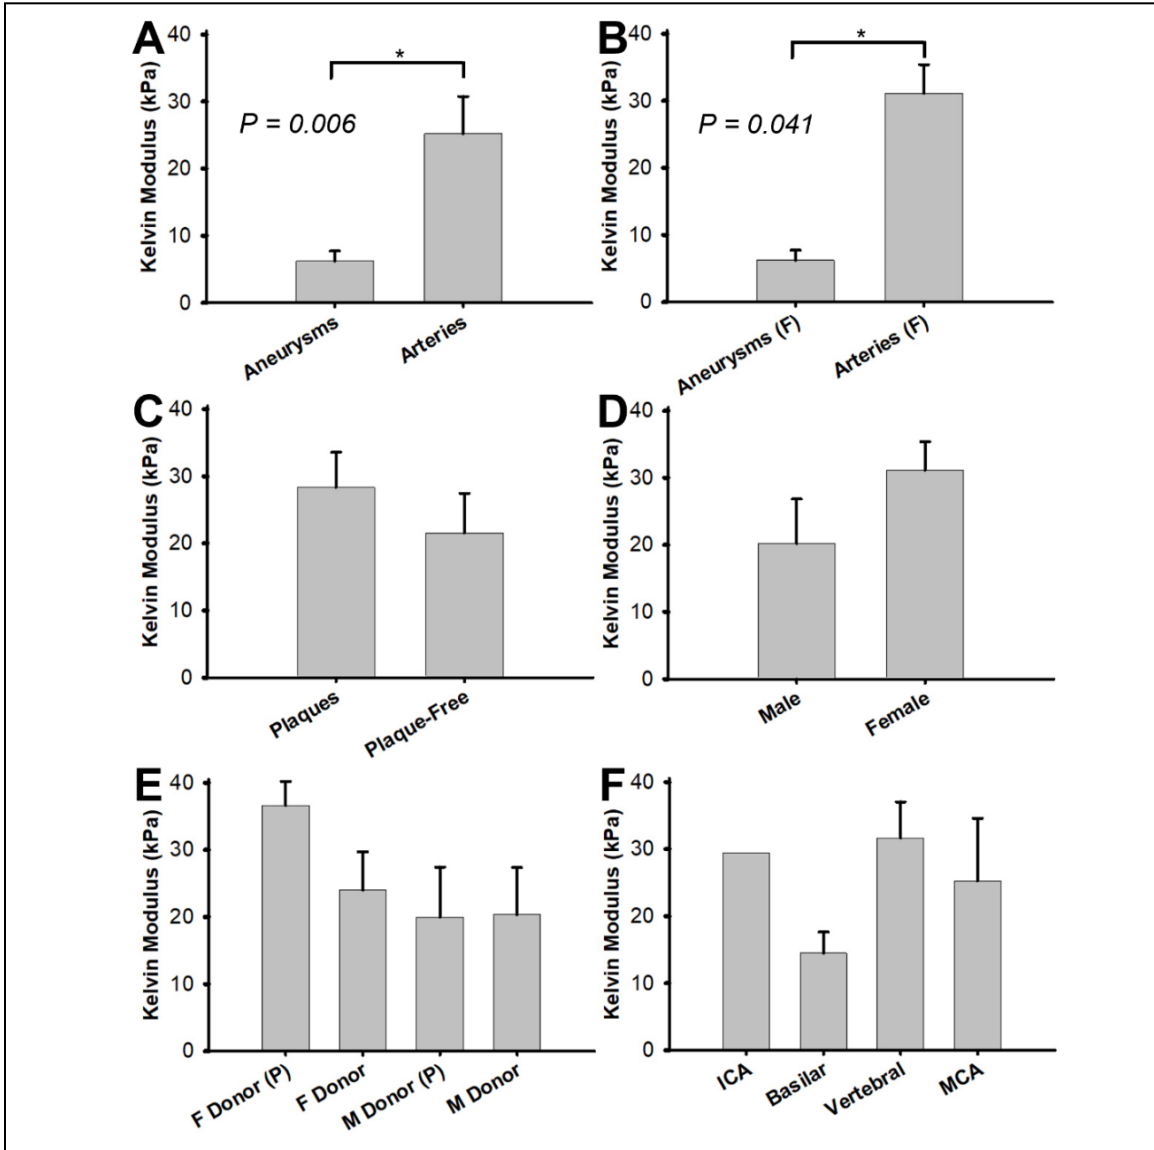 A
Kelvin Modulus (kPa)
40
30
20
10
0
*
P = 0.006
Aneurysms
Arteries
B
Kelvin Modulus (kPa)
40
30
20
10
0
*
P = 0.041
Aneurysms (F)
Arteries (F)
C
Kelvin Modulus (kPa)
40
30
20
10
0
Plaques
Plaque-Free
D
Kelvin Modulus (kPa)
40
30
20
10
0
Male
Female
E
Kelvin Modulus (kPa)
40
30
20
10
0
F Donor (P)
F Donor
M Donor (P)
M Donor
F
Kelvin Modulus (kPa)
40
30
20
10
0
ICA
Basilar
Vertebral
MCA